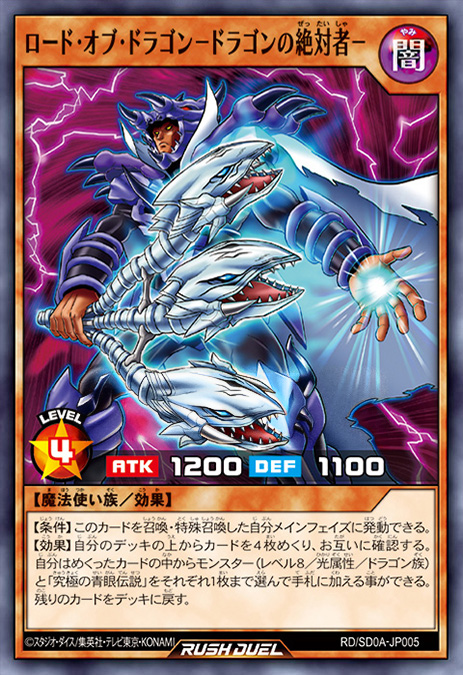 ロード・オブ・ドラゴン－ドラゴンの絶対者－
ぜったいしゃ
やみ
闇
LEVEL
4
ATK 1200 DEF 1100
【魔法使い族／効果】
【条件】このカードを召喚・特殊召喚した自分メインフェイズに発動できる。
【効果】自分のデッキの上からカードを4枚めくり、お互いに確認する。
自分はめくったカードの中からモンスター（レベル8／光属性／ドラゴン族）
と「究極の青眼伝説」をそれぞれ1枚まで選んで手札に加える事ができる。
残りのカードをデッキに戻す。
©スタジオ・ダイス/集英社・テレビ東京・KONAMI
RUSH DUEL
RD/SD0A-JP005